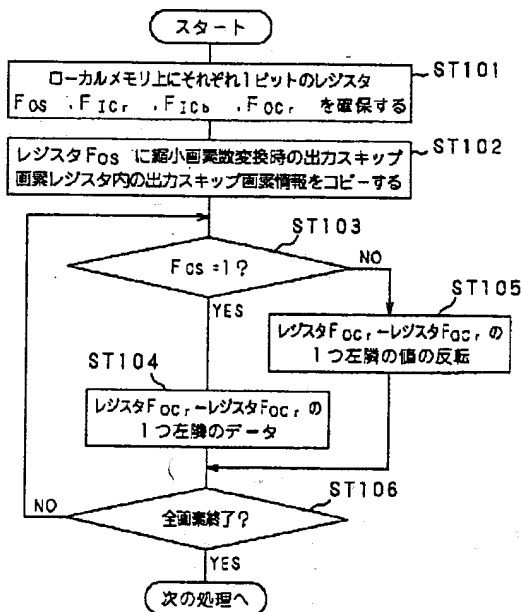 スタート
ローカルメモリ上にそれぞれ1ビットのレジスタ
FOS , FICr , FICb , FOCr を確保する
ST101
レジスタFOS に縮小画素数変換時の出力スキップ
画素レジスタ内の出力スキップ画素情報をコピーする
ST102
ST103
FOS =1?
NO
YES
ST105
レジスタFOCr−レジスタFOCr の
1つ左隣の値の反転
ST104
レジスタFOCr−レジスタFOCr の
1つ左隣のデータ
ST106
NO
全画素終了?
YES
次の処理へ